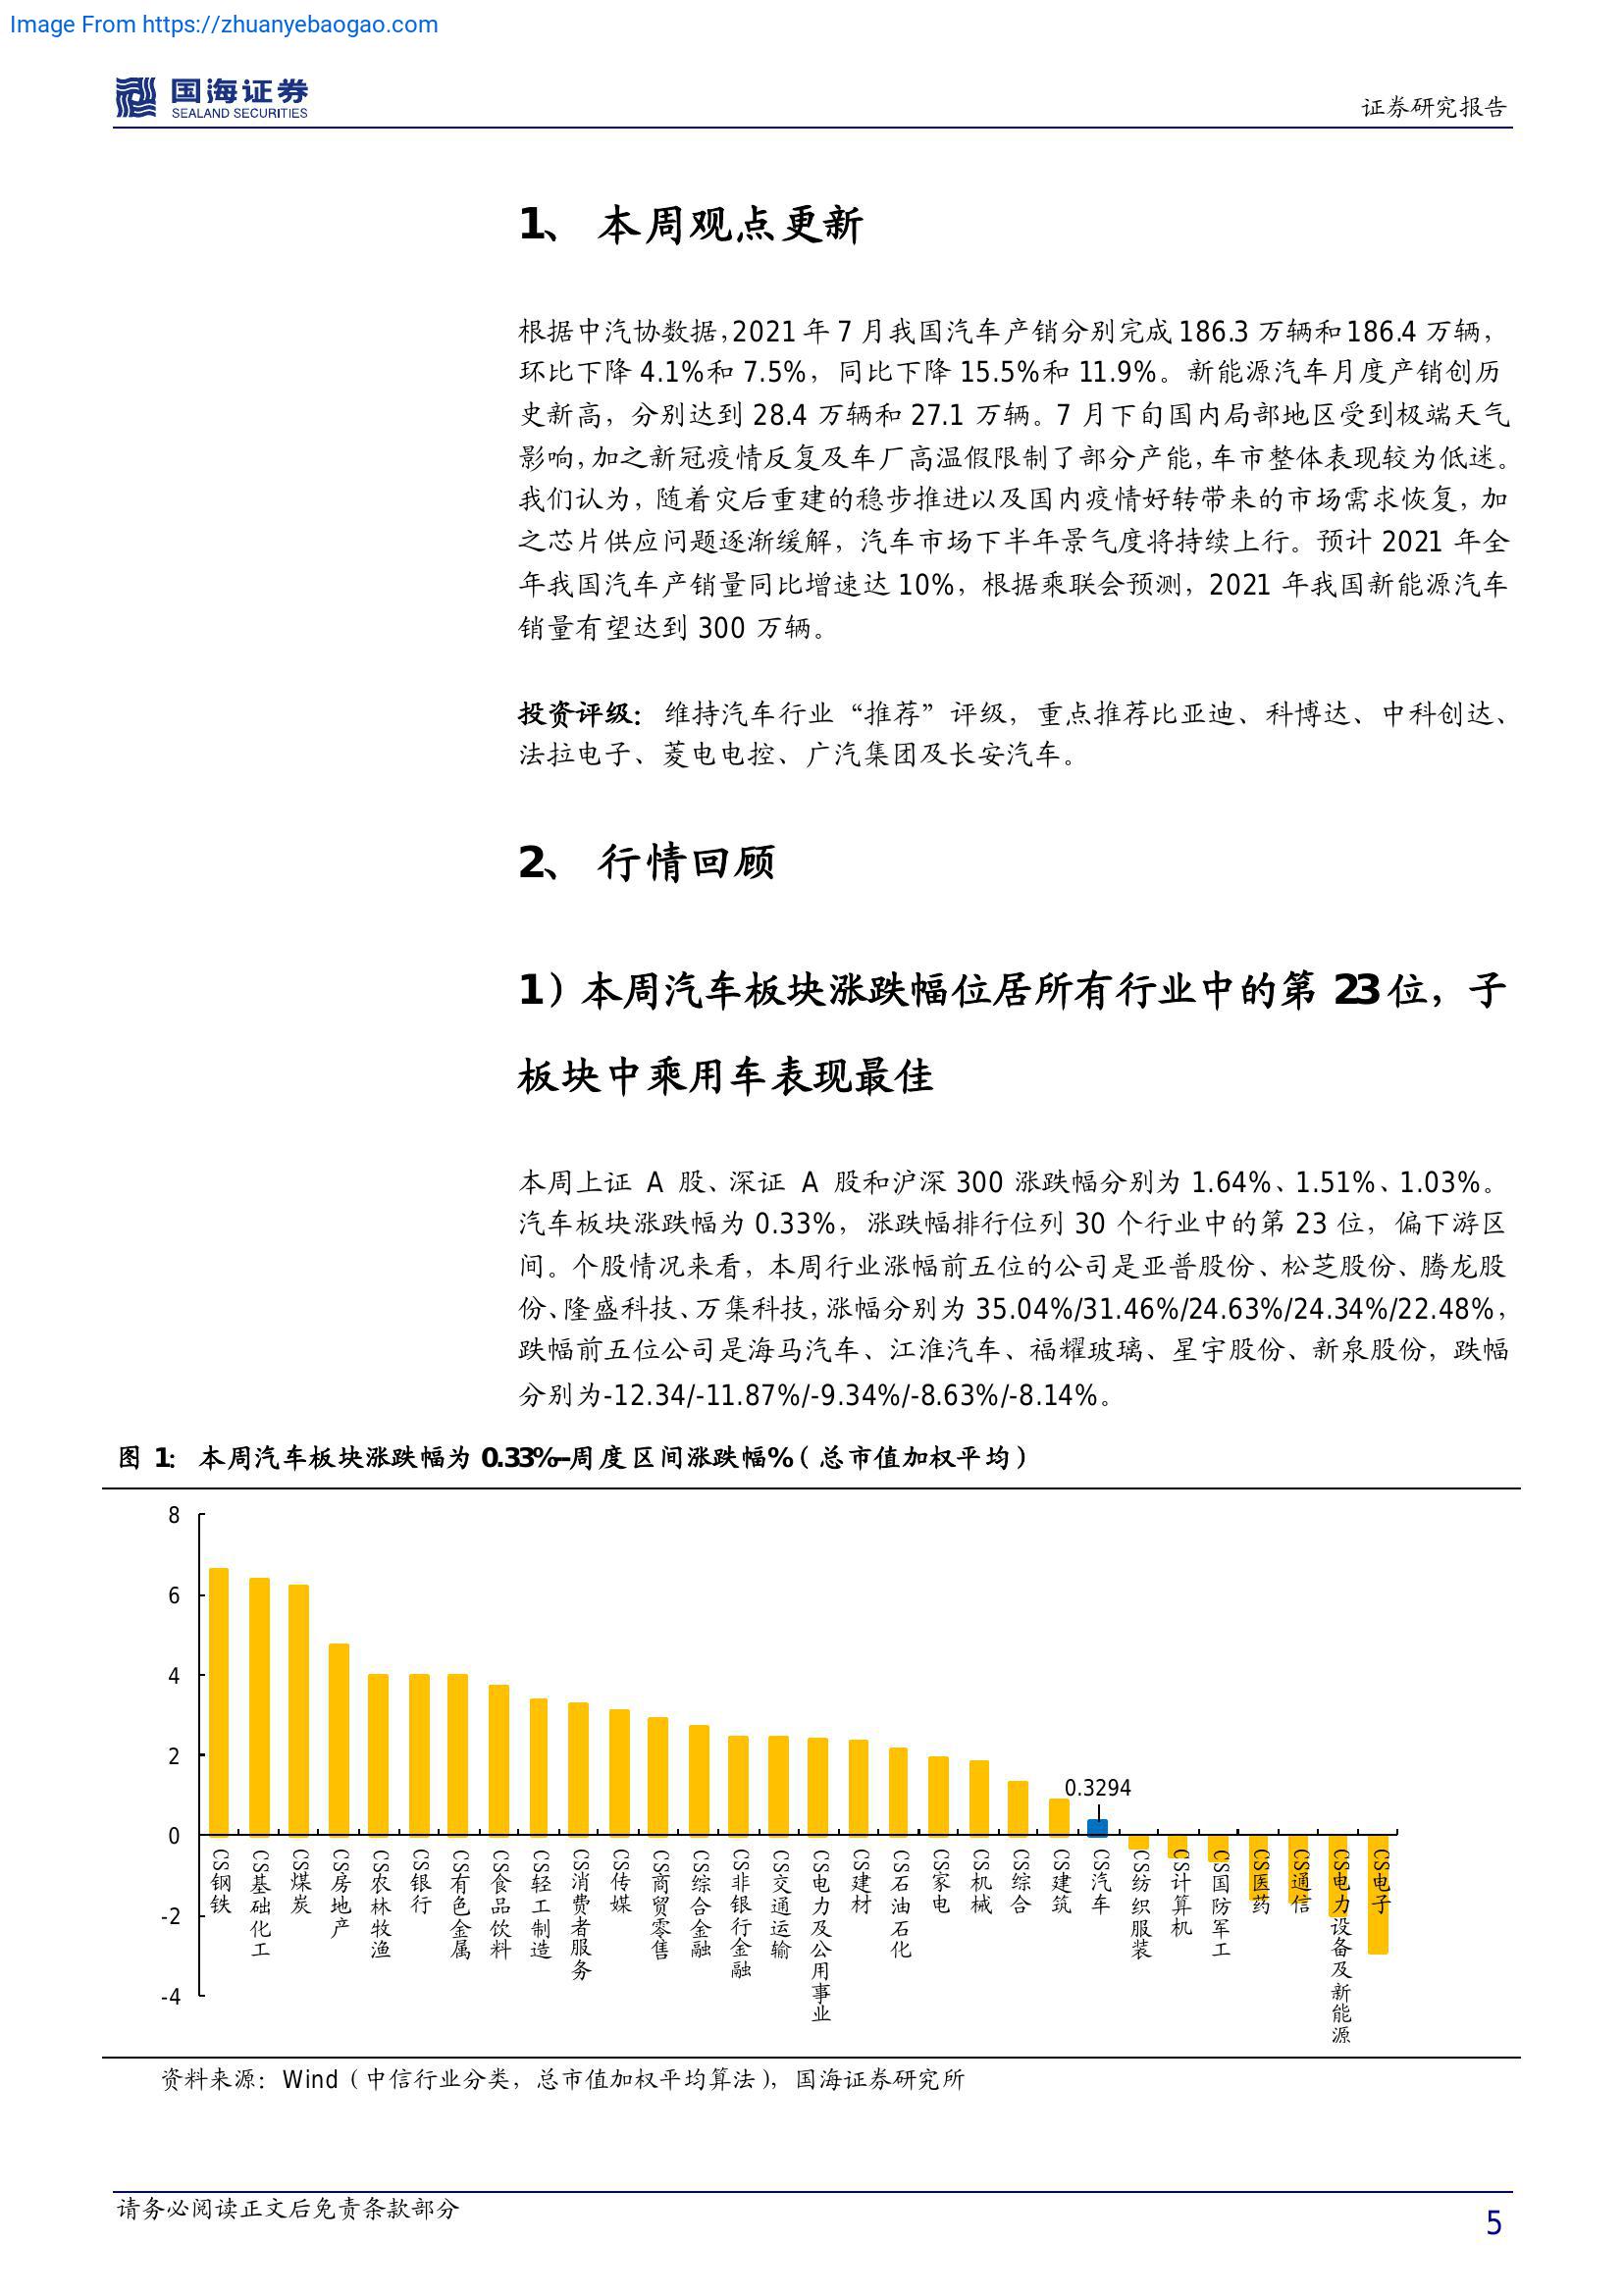 Image From https://zhuanyebaogao.com
国海证券
SEALAND SECURITIES
证券研究报告
1、 本周观点更新
根据中汽协数据,2021 年 7 月我国汽车产销分别完成 186.3 万辆和 186.4 万辆，
环比下降 4.1%和 7.5%，同比下降 15.5%和 11.9%。新能源汽车月度产销创历
史新高，分别达到 28.4 万辆和 27.1 万辆。7 月下旬国内局部地区受到极端天气
影响,加之新冠疫情反复及车厂高温假限制了部分产能,车市整体表现较为低迷。
我们认为，随着灾后重建的稳步推进以及国内疫情好转带来的市场需求恢复，加
之芯片供应问题逐渐缓解，汽车市场下半年景气度将持续上行。预计 2021 年全
年我国汽车产销量同比增速达 10%，根据乘联会预测，2021 年我国新能源汽车
销量有望达到 300 万辆。
投资评级：维持汽车行业“推荐”评级，重点推荐比亚迪、科博达、中科创达、
法拉电子、菱电电控、广汽集团及长安汽车。
2、 行情回顾
1）本周汽车板块涨跌幅位居所有行业中的第 23 位，子
板块中乘用车表现最佳
本周上证 A 股、深证 A 股和沪深 300 涨跌幅分别为 1.64%、1.51%、1.03%。
汽车板块涨跌幅为 0.33%，涨跌幅排行位列 30 个行业中的第 23 位，偏下游区
间。个股情况来看，本周行业涨幅前五位的公司是亚普股份、松芝股份、腾龙股
份、隆盛科技、万集科技,涨幅分别为 35.04%/31.46%/24.63%/24.34%/22.48%，
跌幅前五位公司是海马汽车、江淮汽车、福耀玻璃、星宇股份、新泉股份，跌幅
分别为-12.34/-11.87%/-9.34%/-8.63%/-8.14%。
图 1：本周汽车板块涨跌幅为 0.33%--周度区间涨跌幅%（总市值加权平均）
8
6
4
2
0
-2
-4
0.3294
CS钢铁
CS基础化工
CS煤炭
CS房地产
CS农林牧渔
CS银行
CS有色金属
CS食品饮料
CS轻工制造
CS消费者服务
CS传媒
CS商贸零售
CS综合金融
CS非银行金融
CS交通运输
CS电力及公用事业
CS建材
CS石油石化
CS家电
CS机械
CS综合
CS建筑
CS汽车
CS纺织服装
CS计算机
CS国防军工
CS医药
CS通信
CS电力设备及新能源
CS电子
资料来源：Wind（中信行业分类，总市值加权平均算法），国海证券研究所
请务必阅读正文后免责条款部分
5